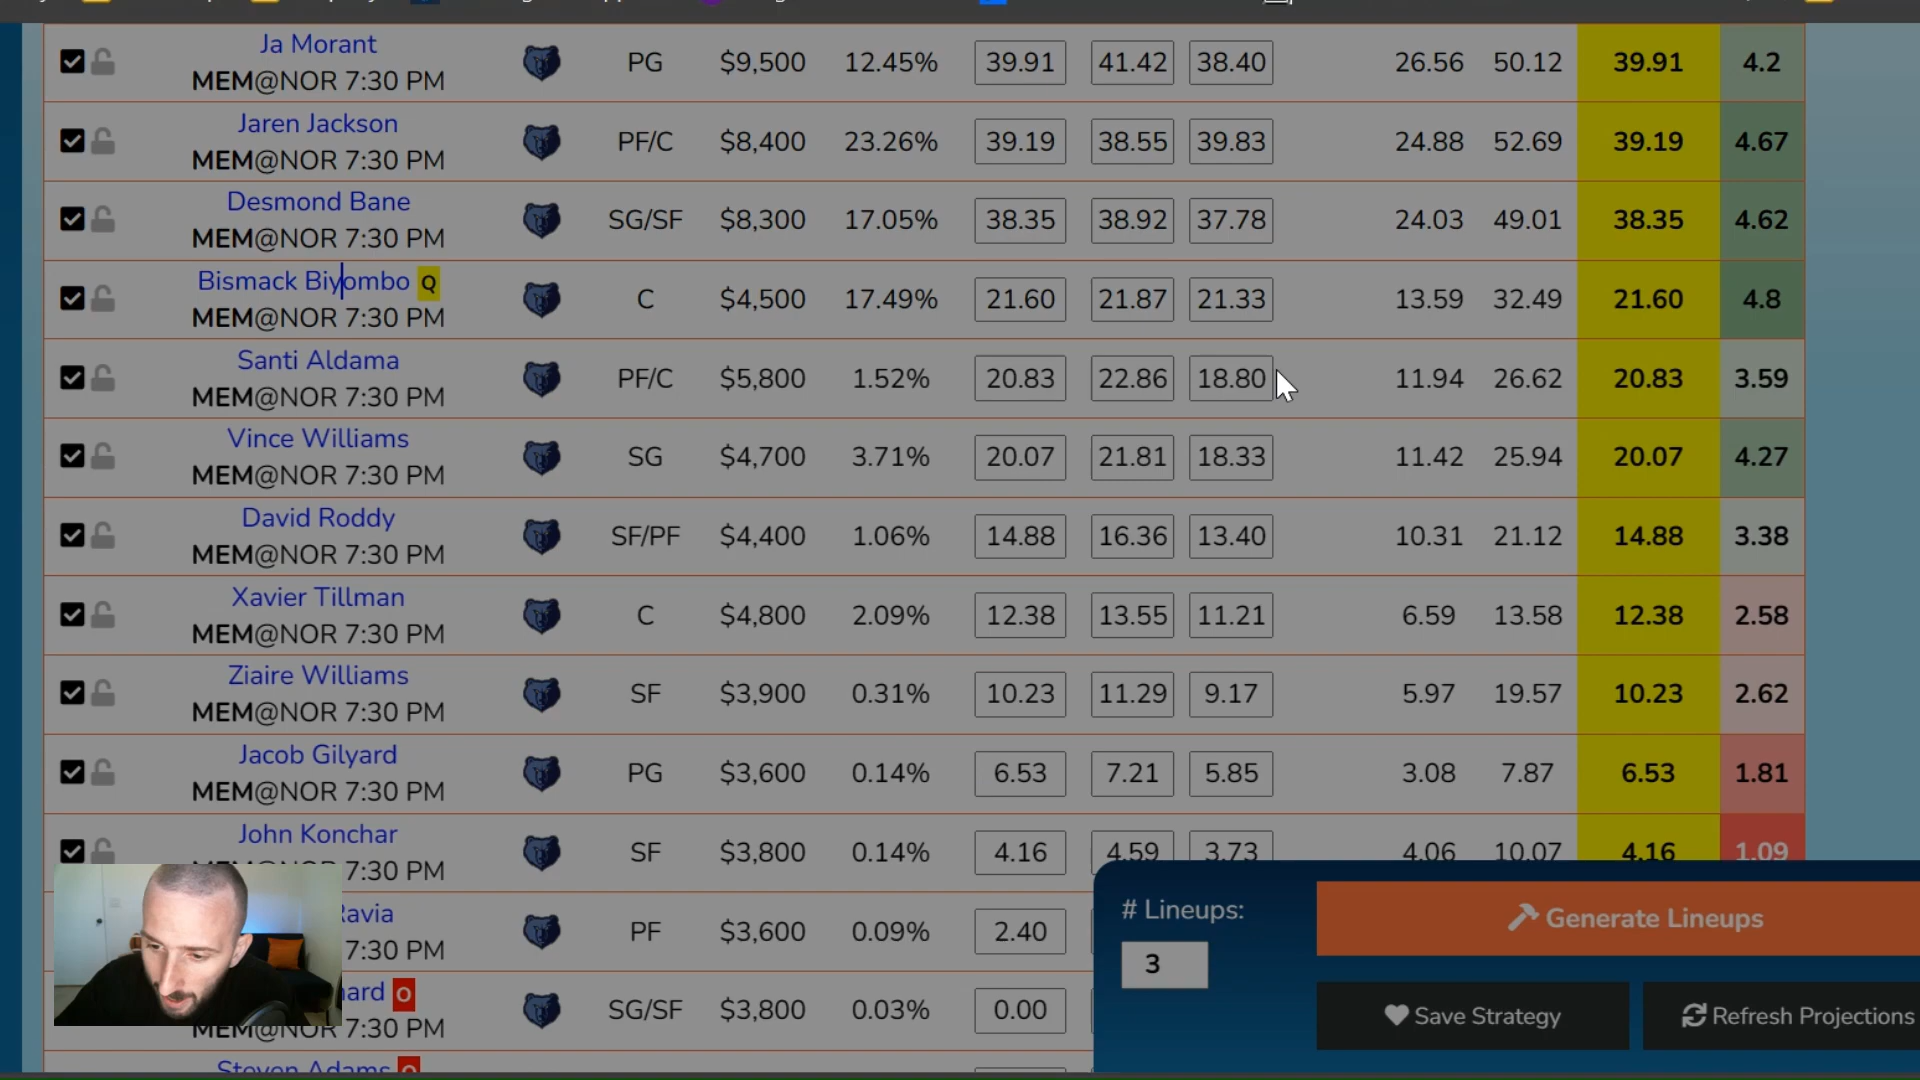 Ja Morant
MEM@NOR 7:30 PM
PG $9,500 12.45% 39.91 41.42 38.40 26.56 50.12 39.91 4.2
Jaren Jackson
MEM@NOR 7:30 PM
PF/C $8,400 23.26% 39.19 38.55 39.83 24.88 52.69 39.19 4.67
Desmond Bane
MEM@NOR 7:30 PM
SG/SF $8,300 17.05% 38.35 38.92 37.78 24.03 49.01 38.35 4.62
Bismack Biyombo Q
MEM@NOR 7:30 PM
C $4,500 17.49% 21.60 21.87 21.33 13.59 32.49 21.60 4.8
Santi Aldama
MEM@NOR 7:30 PM
PF/C $5,800 1.52% 20.83 22.86 18.80 11.94 26.62 20.83 3.59
Vince Williams
MEM@NOR 7:30 PM
SG $4,700 3.71% 20.07 21.81 18.33 11.42 25.94 20.07 4.27
David Roddy
MEM@NOR 7:30 PM
SF/PF $4,400 1.06% 14.88 16.36 13.40 10.31 21.12 14.88 3.38
Xavier Tillman
MEM@NOR 7:30 PM
C $4,800 2.09% 12.38 13.55 11.21 6.59 13.58 12.38 2.58
Ziaire Williams
MEM@NOR 7:30 PM
SF $3,900 0.31% 10.23 11.29 9.17 5.97 19.57 10.23 2.62
Jacob Gilyard
MEM@NOR 7:30 PM
PG $3,600 0.14% 6.53 7.21 5.85 3.08 7.87 6.53 1.81
John Konchar
7:30 PM
SF $3,800 0.14% 4.16 4.59 3.73 4.06 10.07 4.16 1.09
Ravia
7:30 PM
PF $3,600 0.09% 2.40
nard O
MEM@NOR 7:30 PM
SG/SF $3,800 0.03% 0.00
Steven Adams O
# Lineups:
3
Generate Lineups
Save Strategy
Refresh Projections